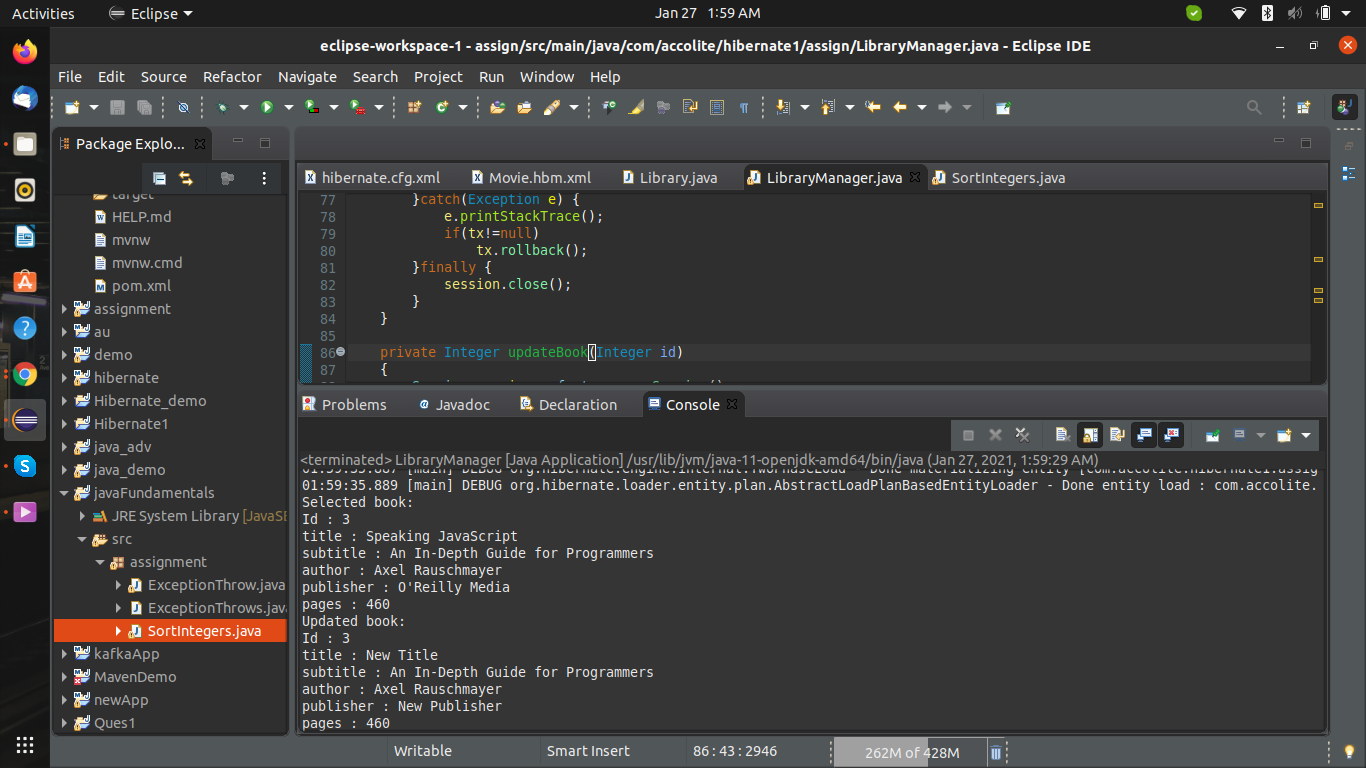 Activities
Eclipse
Jan 27 1:59 AM
eclipse-workspace-1 - assign/src/main/java/com/accolite/hibernate1/assign/LibraryManager.java - Eclipse IDE
File Edit Source Refactor Navigate Search Project Run Window Help
Package Explo...
target
HELP.md
mvnw
mvnw.cmd
pom.xml
assignment
au
demo
hibernate
Hibernate_demo
Hibernate1
java_adv
java_demo
javaFundamentals
JRE System Library [JavaSE
src
assignment
ExceptionThrow.java
ExceptionThrows.java
SortIntegers.java
kafkaApp
MavenDemo
newApp
Ques1
hibernate.cfg.xml Movie.hbm.xml Library.java LibraryManager.java SortIntegers.java
77 }catch(Exception e) {
78 e.printStackTrace();
79 if(tx!=null)
80 tx.rollback();
81 }finally {
82 session.close();
83 }
84 }
85
86 private Integer updateBook(Integer id)
87 {
Problems Javadoc Declaration Console
<terminated> LibraryManager [Java Application] /usr/lib/jvm/java-11-openjdk-amd64/bin/java (Jan 27, 2021, 1:59:29 AM)
01:59:35.889 [main] DEBUG org.hibernate.loader.entity.plan.AbstractLoadPlanBasedEntityLoader - Done entity load : com.accolite.
Selected book:
Id : 3
title : Speaking JavaScript
subtitle : An In-Depth Guide for Programmers
author : Axel Rauschmayer
publisher : O'Reilly Media
pages : 460
Updated book:
Id : 3
title : New Title
subtitle : An In-Depth Guide for Programmers
author : Axel Rauschmayer
publisher : New Publisher
pages : 460
Writable Smart Insert 86 : 43 : 2946 262M of 428M